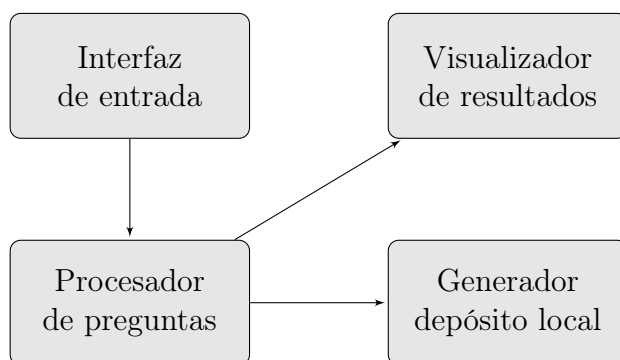 Interfaz
de entrada
Visualizador
de resultados
Procesador
de preguntas
Generador
depósito local